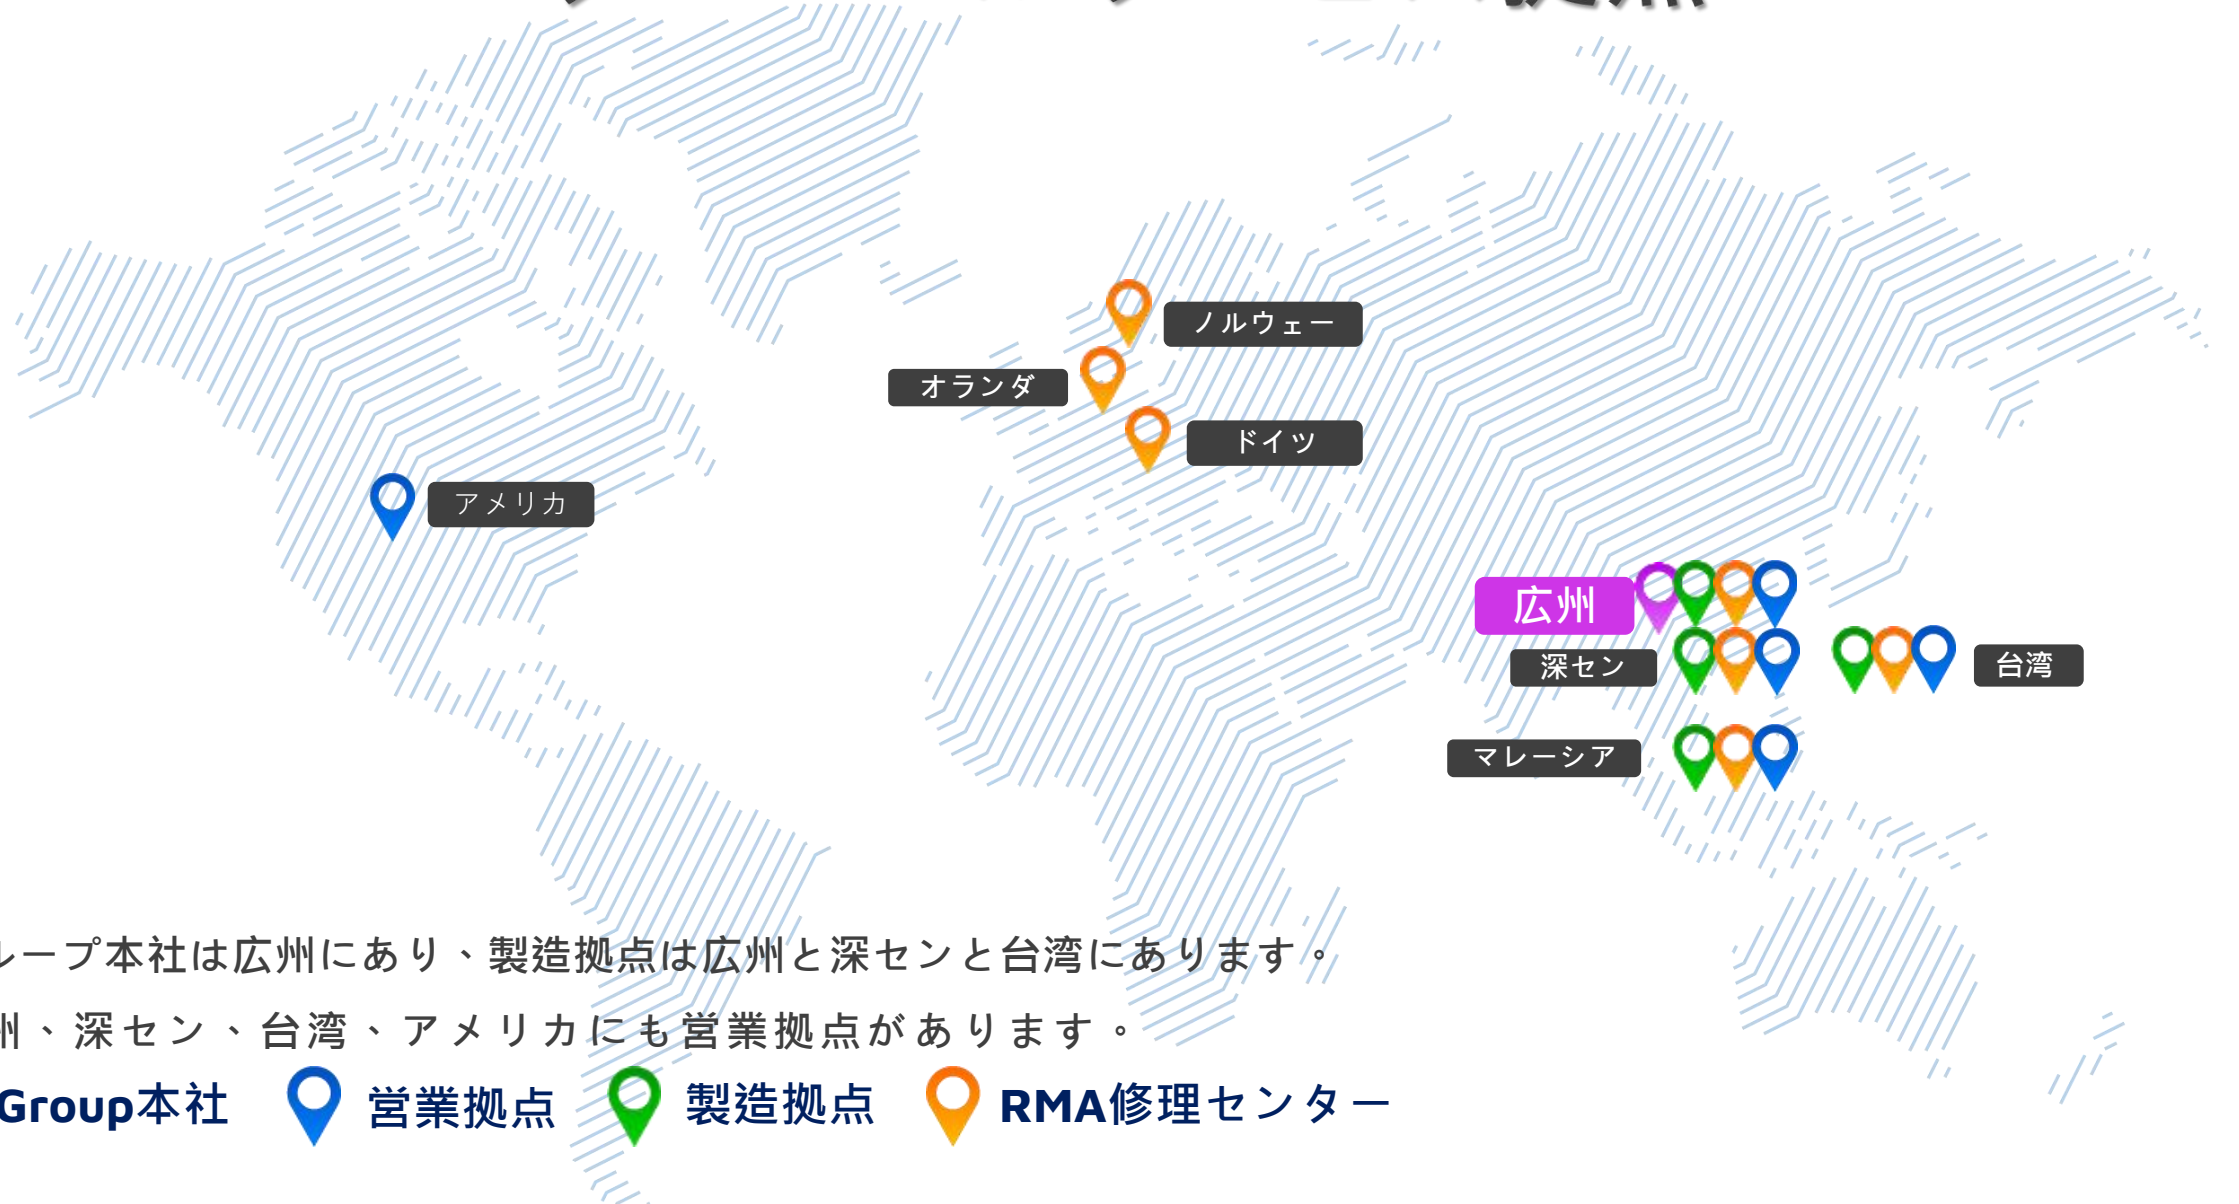 拠点
ノルウェー
オランダ
ドイツ
アメリカ
広州
深セン
台湾
マレーシア
ループ本社は広州にあり、製造拠点は広州と深センと台湾にあります。
州、深セン、台湾、アメリカにも営業拠点があります。
Group本社 営業拠点 製造拠点 RMA修理センター